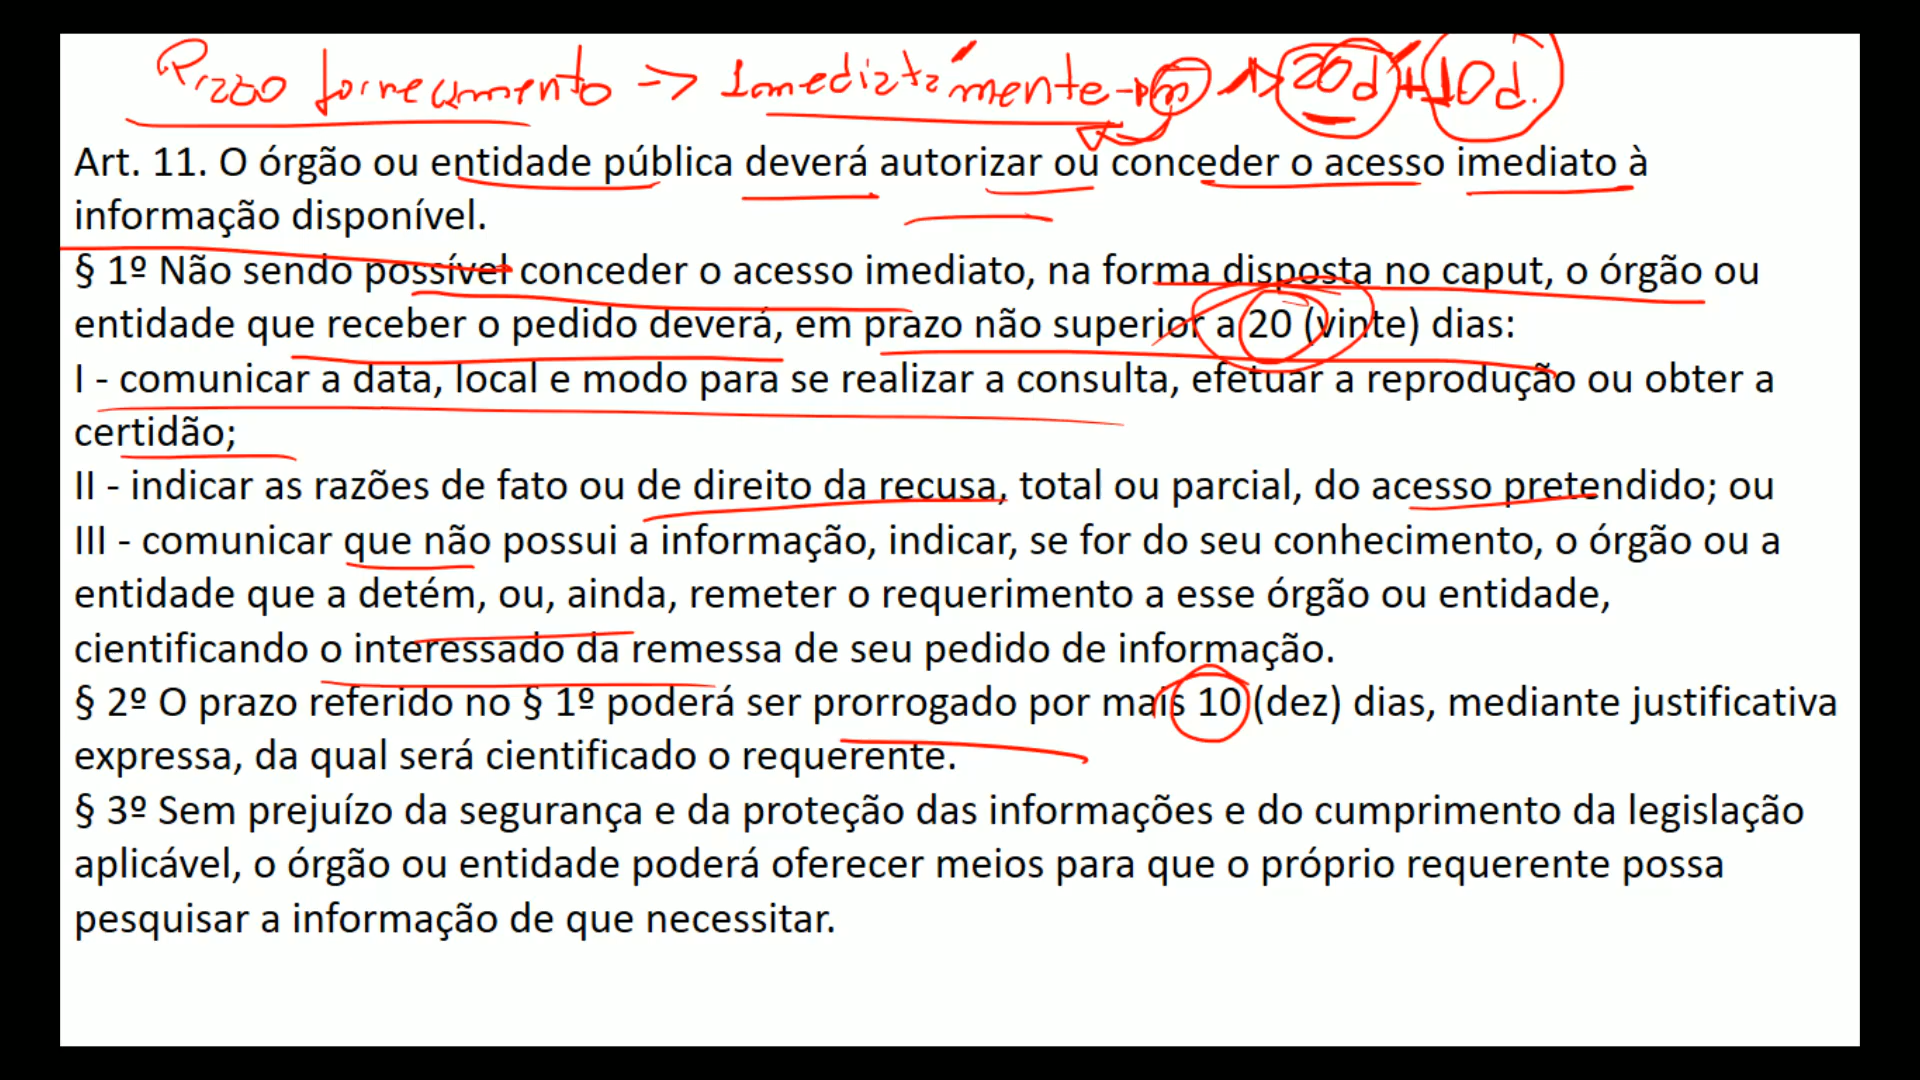 Prazo fornecimento -> Imediatamente -> 20d + 10d.
Art. 11. O órgão ou entidade pública deverá autorizar ou conceder o acesso imediato à
informação disponível.
§ 1º Não sendo possível conceder o acesso imediato, na forma disposta no caput, o órgão ou
entidade que receber o pedido deverá, em prazo não superior a 20 (vinte) dias:
I - comunicar a data, local e modo para se realizar a consulta, efetuar a reprodução ou obter a
certidão;
II - indicar as razões de fato ou de direito da recusa, total ou parcial, do acesso pretendido; ou
III - comunicar que não possui a informação, indicar, se for do seu conhecimento, o órgão ou a
entidade que a detém, ou, ainda, remeter o requerimento a esse órgão ou entidade,
cientificando o interessado da remessa de seu pedido de informação.
§ 2º O prazo referido no § 1º poderá ser prorrogado por mais 10 (dez) dias, mediante justificativa
expressa, da qual será cientificado o requerente.
§ 3º Sem prejuízo da segurança e da proteção das informações e do cumprimento da legislação
aplicável, o órgão ou entidade poderá oferecer meios para que o próprio requerente possa
pesquisar a informação de que necessitar.